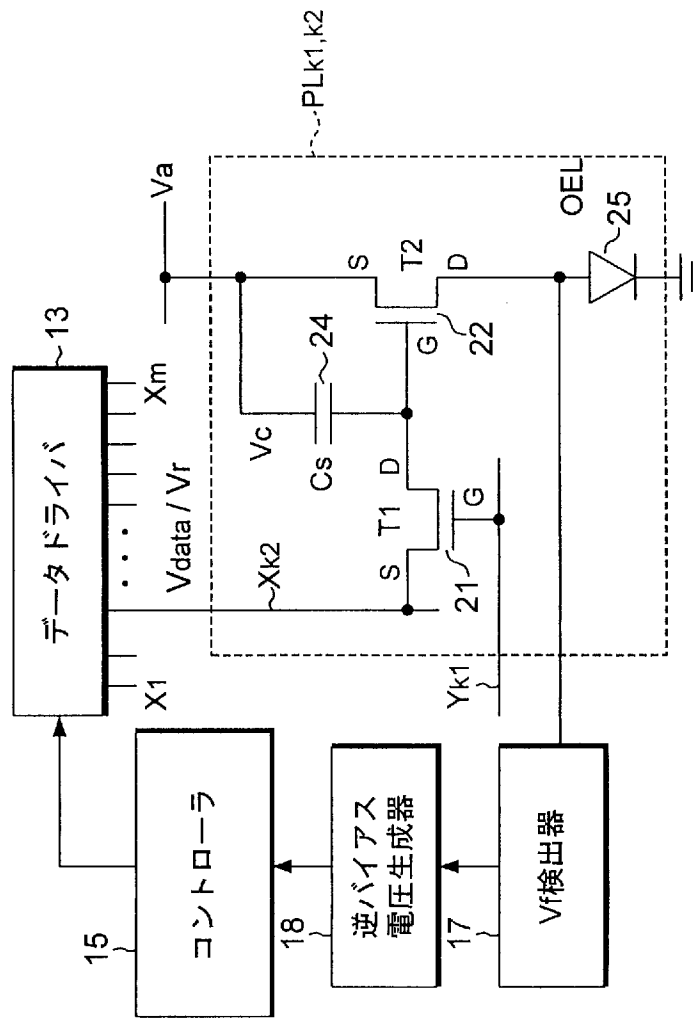 データドライバ
13
X1
Xm
Vdata / Vr
Va
コントローラ
15
Xk2
PLk1,k2
Vc
Cs
24
S
T2
D
G
22
OEL
25
S
T1
D
G
21
Yk1
逆バイアス
電圧生成器
18
Vf検出器
17